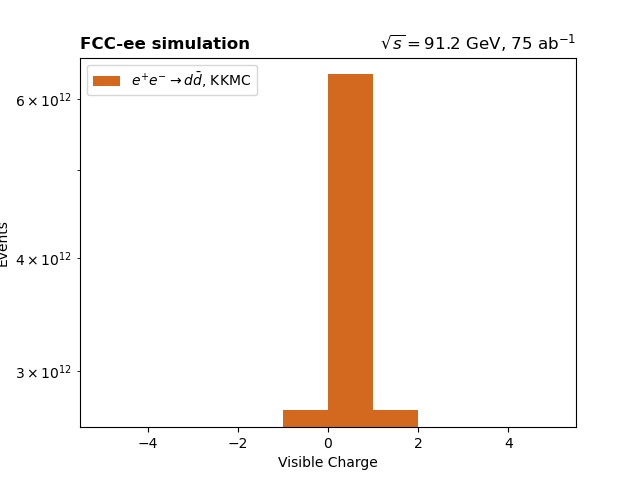 FCC-ee simulation
√s = 91.2 GeV, 75 ab⁻¹
e⁺e⁻ → dd̄, KKMC
6 × 10¹²
4 × 10¹²
3 × 10¹²
Events
−4 −2 0 2 4
Visible Charge